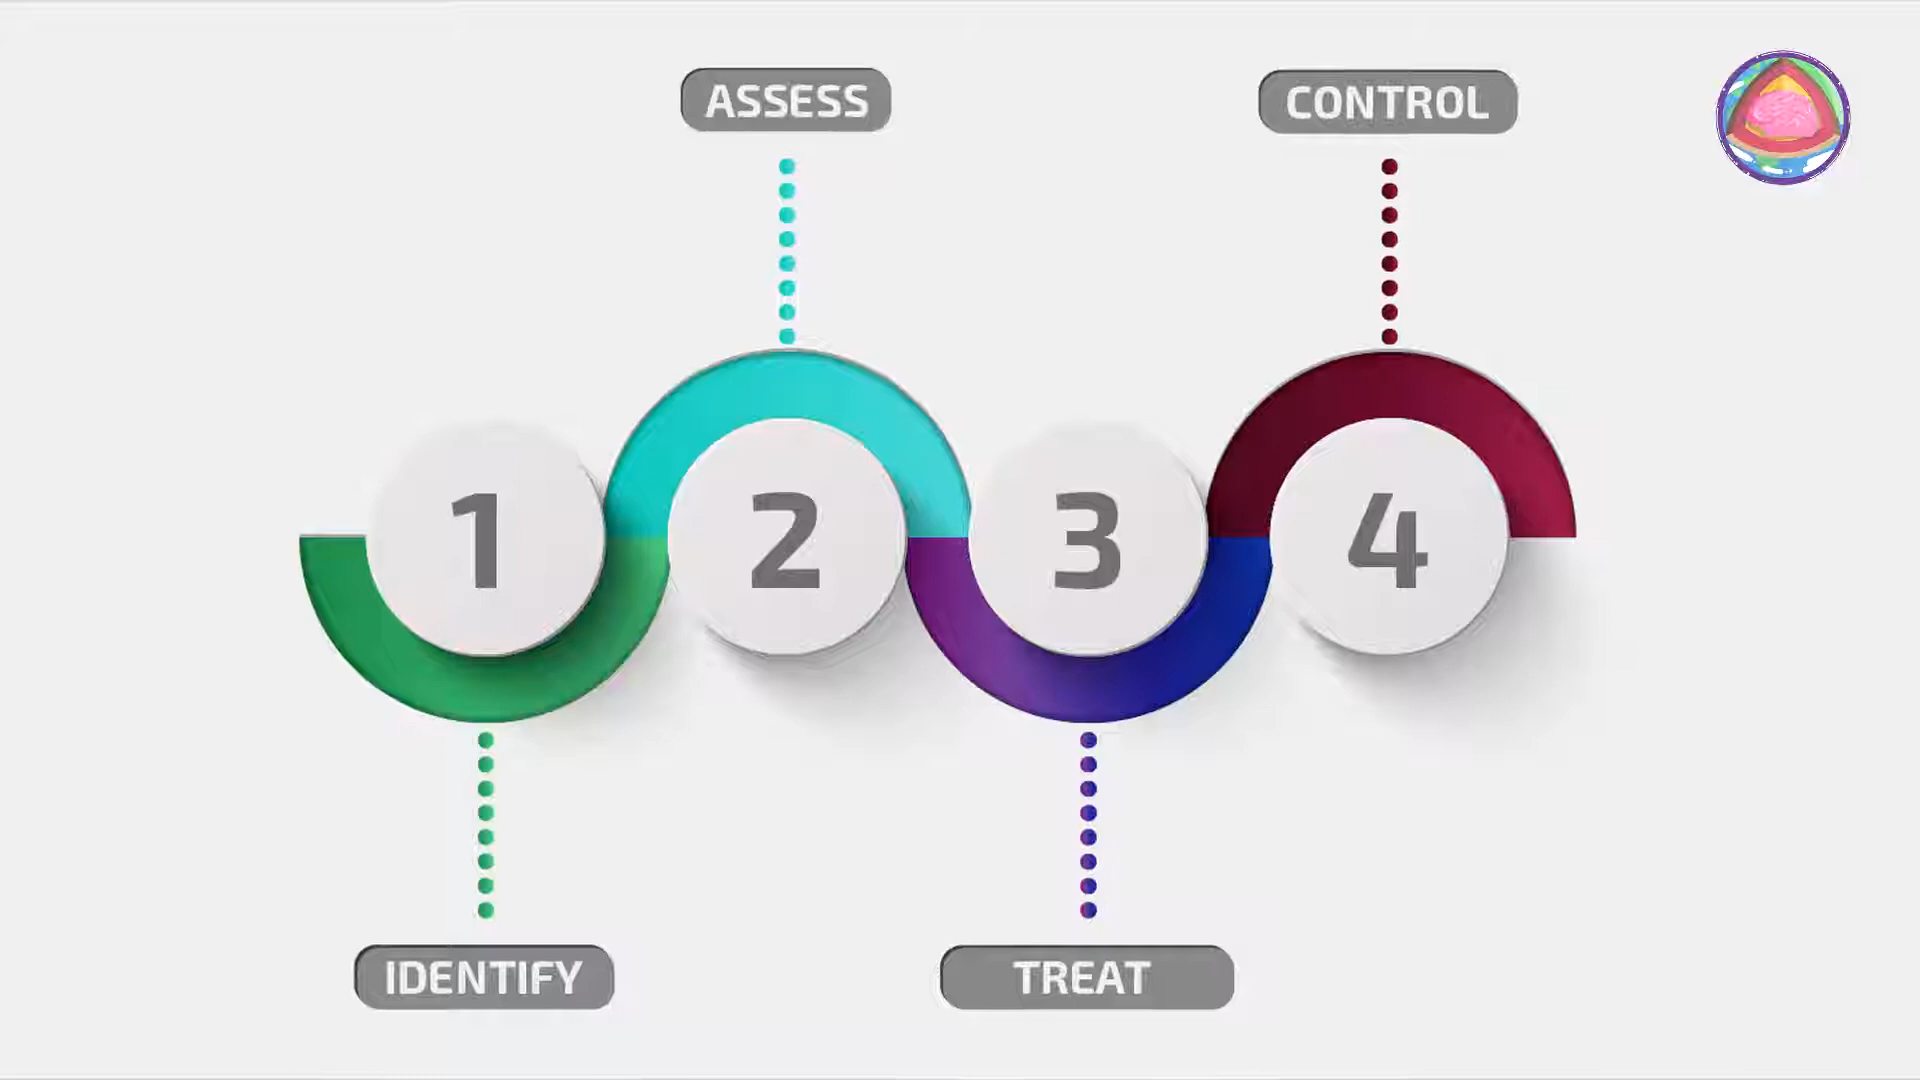 ASSESS
CONTROL
1
2
3
4
IDENTIFY
TREAT